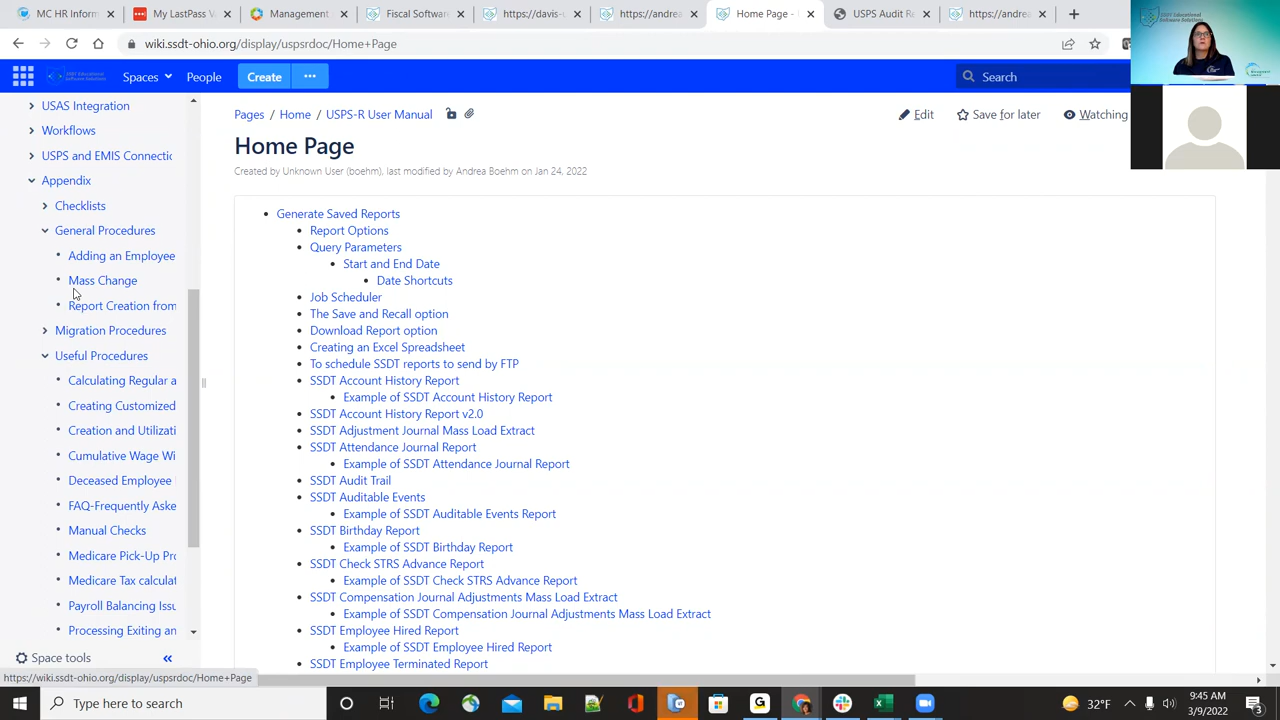 MC HR Inform
My LastPass V
Management
Fiscal Softwar
https://davis-c
https://andrea
Home Page -
USPS Audit R
https://andrea
wiki.ssdt-ohio.org/display/uspsrdoc/Home+Page
Spaces
People
Create
Search
USAS Integration
Workflows
USPS and EMIS Connectic
Appendix
Checklists
General Procedures
Adding an Employee
Mass Change
Report Creation from
Migration Procedures
Useful Procedures
Calculating Regular a
Creating Customized
Creation and Utilizati
Cumulative Wage Wi
Deceased Employee
FAQ-Frequently Aske
Manual Checks
Medicare Pick-Up Pro
Medicare Tax calculat
Payroll Balancing Issu
Processing Exiting an
Space tools
https://wiki.ssdt-ohio.org/display/uspsrdoc/Home+Page
Pages / Home / USPS-R User Manual
Edit
Save for later
Watching
Home Page
Created by Unknown User (boehm), last modified by Andrea Boehm on Jan 24, 2022
Generate Saved Reports
Report Options
Query Parameters
Start and End Date
Date Shortcuts
Job Scheduler
The Save and Recall option
Download Report option
Creating an Excel Spreadsheet
To schedule SSDT reports to send by FTP
SSDT Account History Report
Example of SSDT Account History Report
SSDT Account History Report v2.0
SSDT Adjustment Journal Mass Load Extract
SSDT Attendance Journal Report
Example of SSDT Attendance Journal Report
SSDT Audit Trail
SSDT Auditable Events
Example of SSDT Auditable Events Report
SSDT Birthday Report
Example of SSDT Birthday Report
SSDT Check STRS Advance Report
Example of SSDT Check STRS Advance Report
SSDT Compensation Journal Adjustments Mass Load Extract
Example of SSDT Compensation Journal Adjustments Mass Load Extract
SSDT Employee Hired Report
Example of SSDT Employee Hired Report
SSDT Employee Terminated Report
Type here to search
32°F
9:45 AM
3/9/2022
3